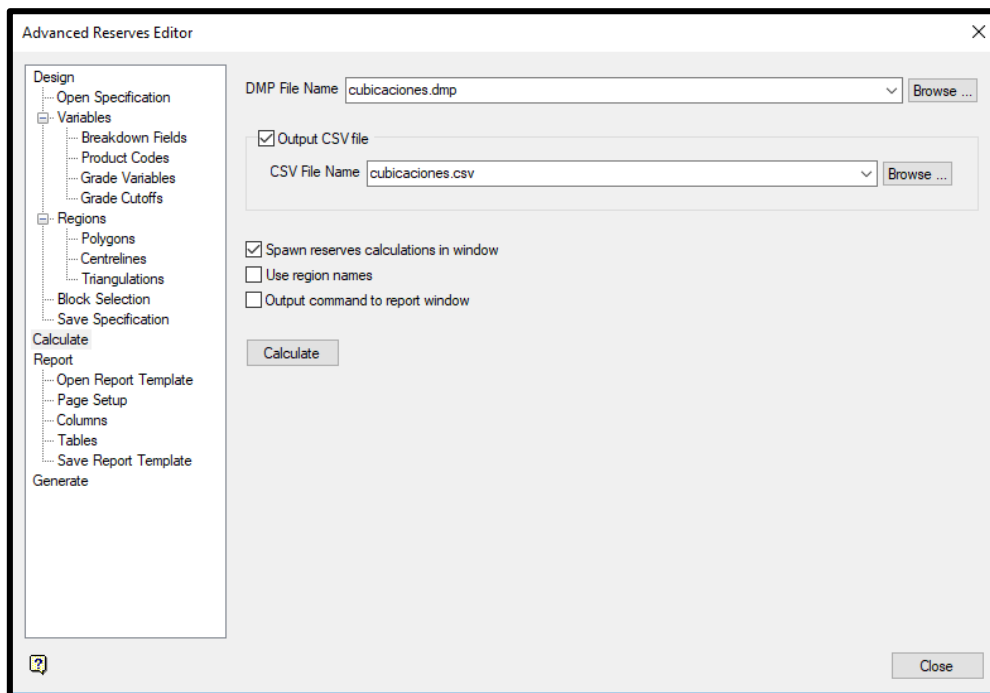 Advanced Reserves Editor
Design
Open Specification
Variables
Breakdown Fields
Product Codes
Grade Variables
Grade Cutoffs
Regions
Polygons
Centrelines
Triangulations
Block Selection
Save Specification
Calculate
Report
Open Report Template
Page Setup
Columns
Tables
Save Report Template
Generate
DMP File Name cubicaciones.dmp Browse ...
Output CSV file
CSV File Name cubicaciones.csv Browse ...
Spawn reserves calculations in window
Use region names
Output command to report window
Calculate
?
Close